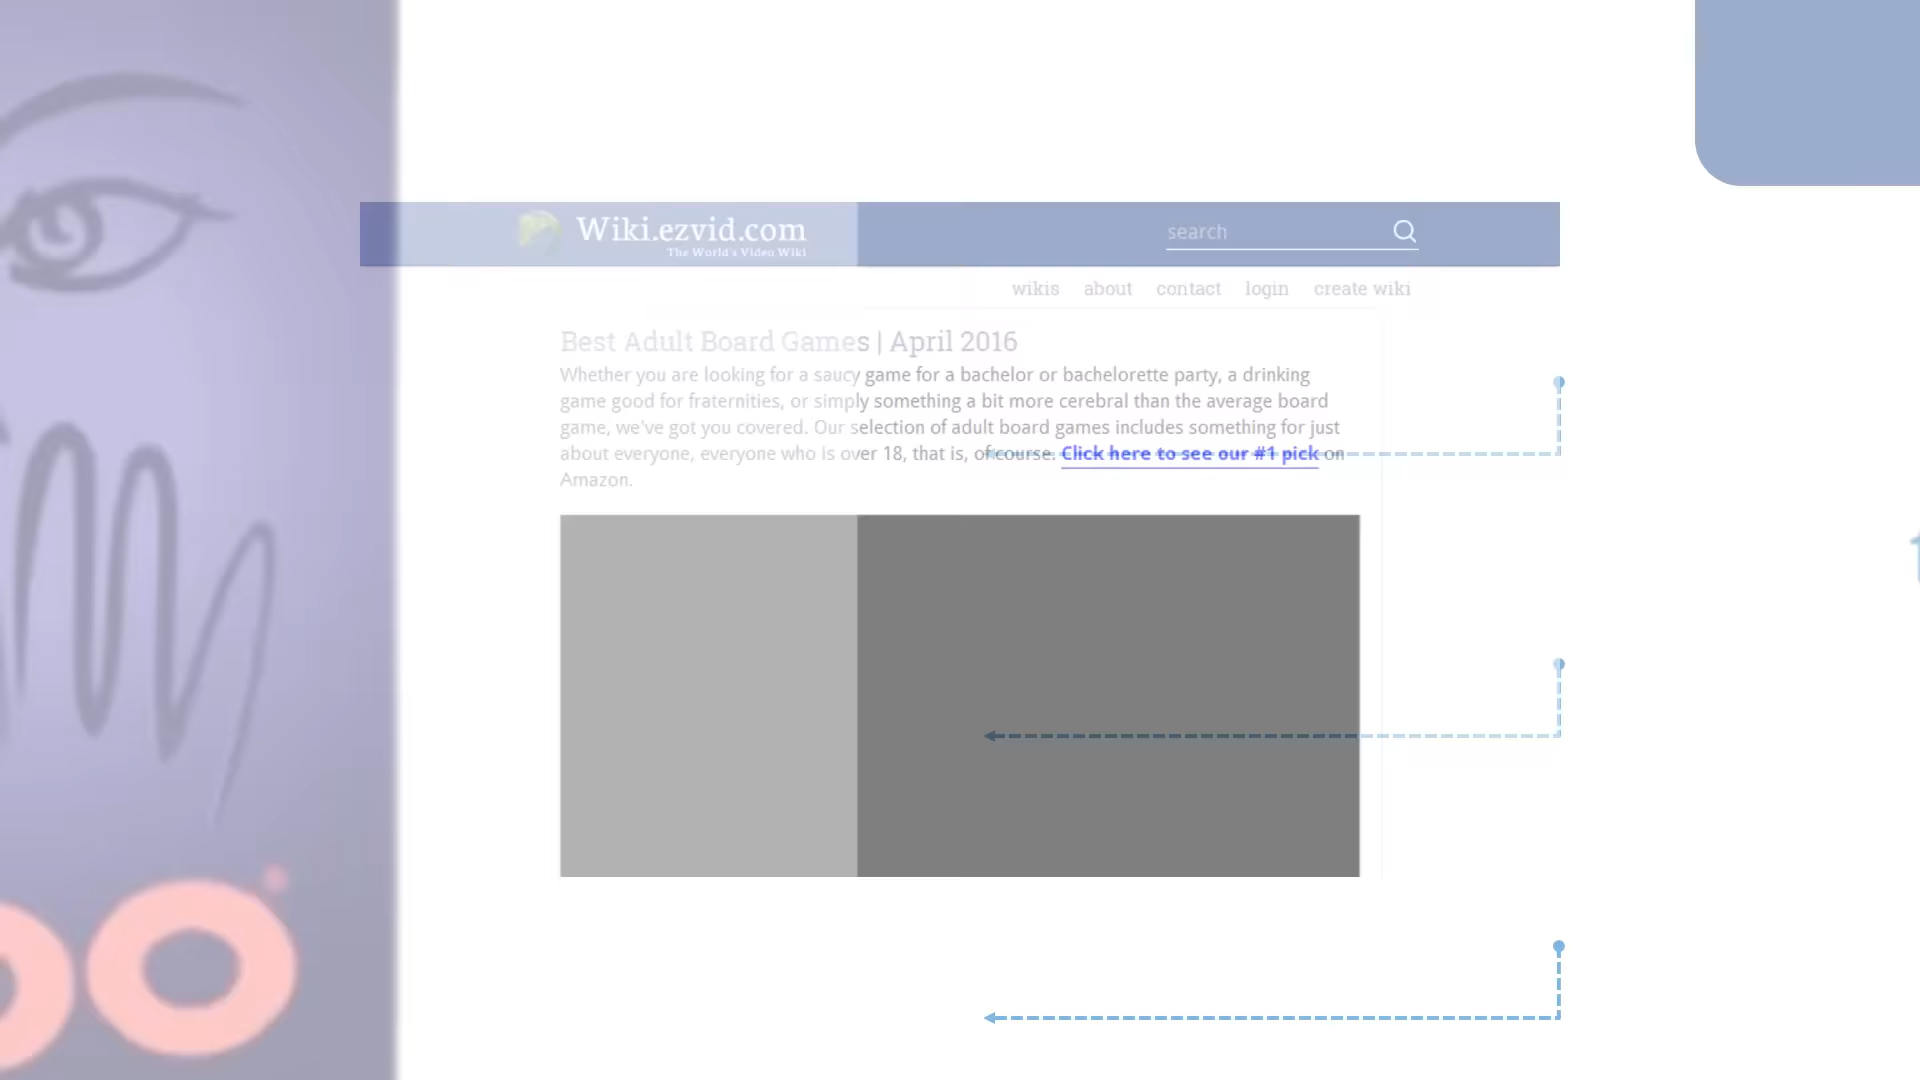 Wiki.ezvid.com
The World's Video Wiki
search
wikis about contact login create wiki
Best Adult Board Games | April 2016
Whether you are looking for a saucy game for a bachelor or bachelorette party, a drinking
game good for fraternities, or simply something a bit more cerebral than the average board
game, we've got you covered. Our selection of adult board games includes something for just
about everyone, everyone who is over 18, that is, of course. Click here to see our #1 pick on
Amazon.